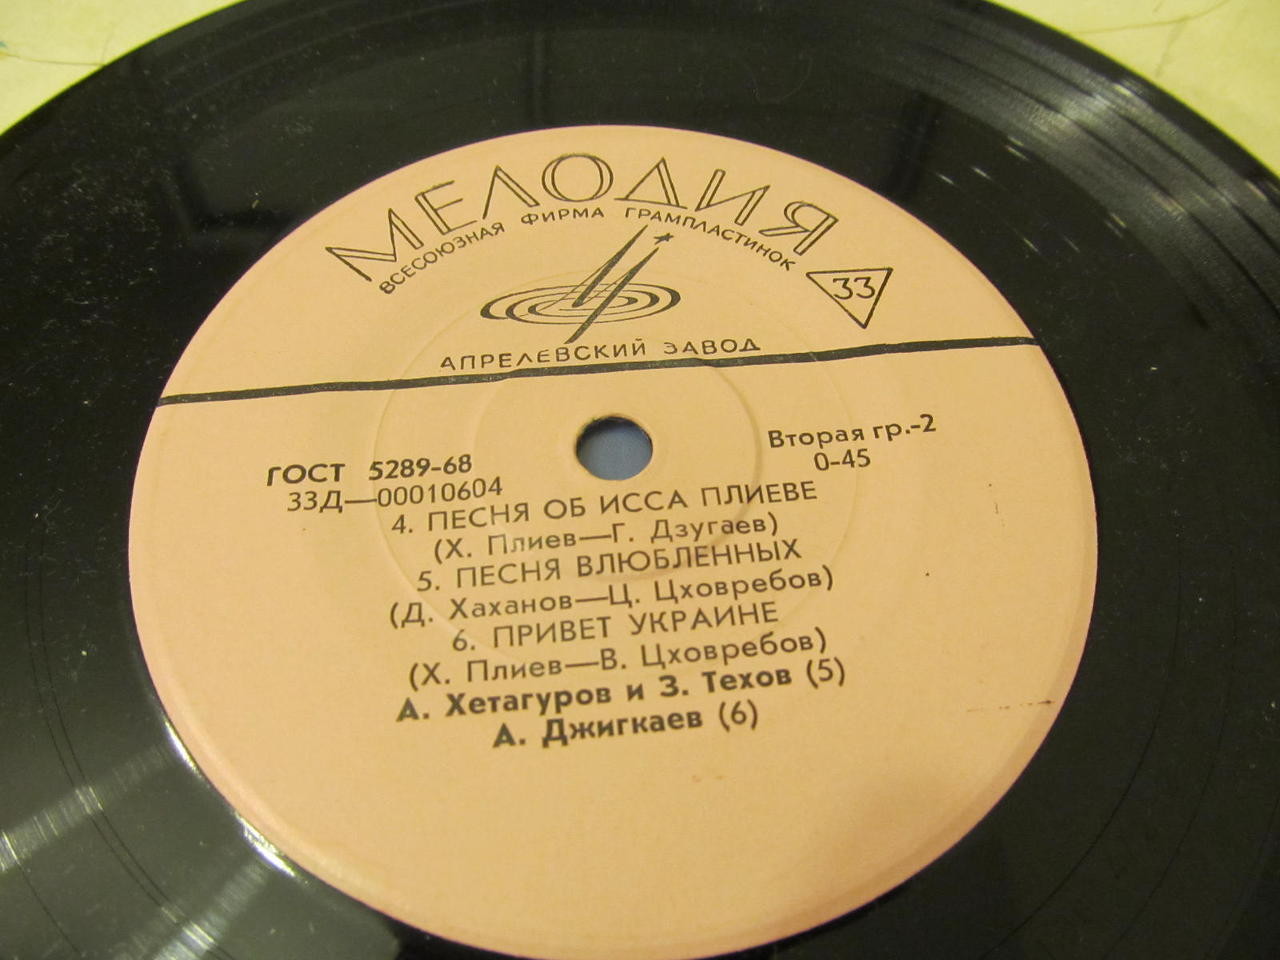 МЕЛОДИЯ
ВСЕСОЮЗНАЯ ФИРМА ГРАМПЛАСТИНОК
33
АПРЕЛЕВСКИЙ ЗАВОД
ГОСТ 5289-68
33Д—00010604
Вторая гр.-2
0-45
4. ПЕСНЯ ОБ ИССА ПЛИЕВЕ
(Х. Плиев—Г. Дзугаев)
5. ПЕСНЯ ВЛЮБЛЕННЫХ
(Д. Хаханов—Ц. Цховребов)
6. ПРИВЕТ УКРАИНЕ
(Х. Плиев—В. Цховребов)
А. Хетагуров и З. Техов (5)
А. Джигкаев (6)